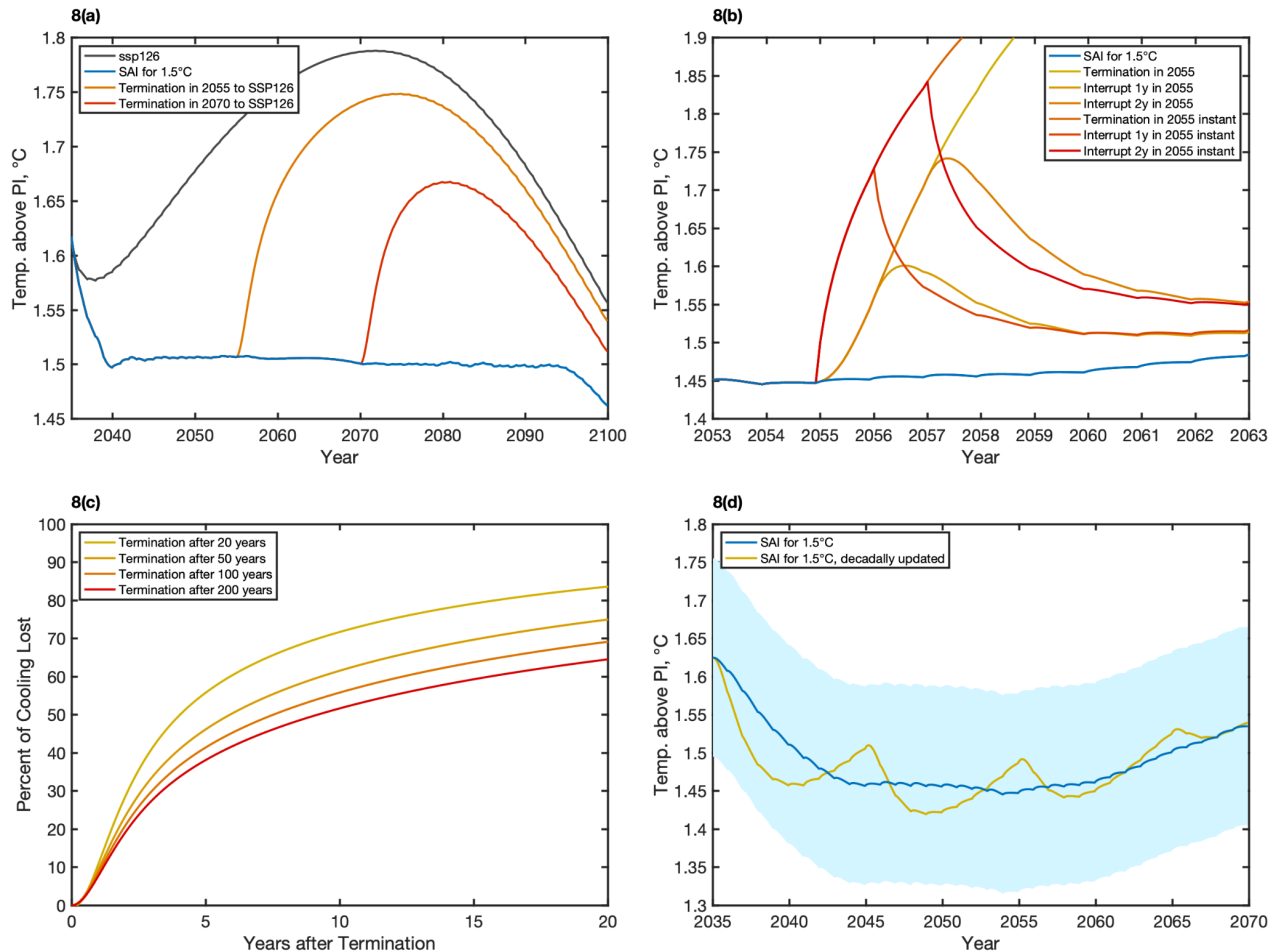 8(a)
Temp. above PI, °C
1.8
1.75
1.7
1.65
1.6
1.55
1.5
1.45
ssp126
SAI for 1.5°C
Termination in 2055 to SSP126
Termination in 2070 to SSP126
2040 2050 2060 2070 2080 2090 2100
Year
8(b)
Temp. above PI, °C
1.9
1.85
1.8
1.75
1.7
1.65
1.6
1.55
1.5
1.45
1.4
SAI for 1.5°C
Termination in 2055
Interrupt 1y in 2055
Interrupt 2y in 2055
Termination in 2055 instant
Interrupt 1y in 2055 instant
Interrupt 2y in 2055 instant
2053 2054 2055 2056 2057 2058 2059 2060 2061 2062 2063
Year
8(c)
Percent of Cooling Lost
100
90
80
70
60
50
40
30
20
10
0
Termination after 20 years
Termination after 50 years
Termination after 100 years
Termination after 200 years
0 5 10 15 20
Years after Termination
8(d)
Temp. above PI, °C
1.8
1.75
1.7
1.65
1.6
1.55
1.5
1.45
1.4
1.35
1.3
SAI for 1.5°C
SAI for 1.5°C, decadally updated
2035 2040 2045 2050 2055 2060 2065 2070
Year